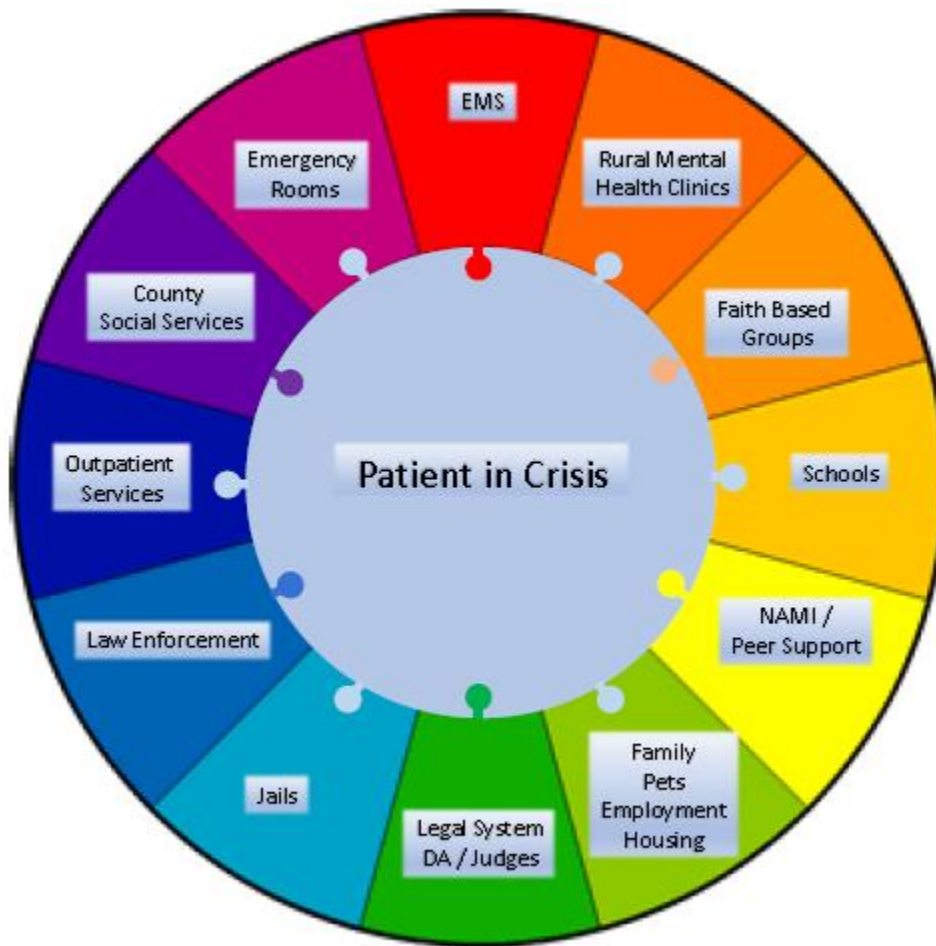 EMS
Rural Mental
Health Clinics
Faith Based
Groups
Schools
NAMI /
Peer Support
Family
Pets
Employment
Housing
Legal System
DA / Judges
Jails
Law Enforcement
Outpatient
Services
County
Social Services
Emergency
Rooms
Patient in Crisis